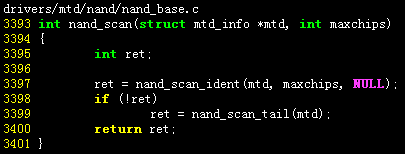 drivers/mtd/nand/nand_base.c
3393 int nand_scan(struct mtd_info *mtd, int maxchips)
3394 {
3395     int ret;
3396
3397     ret = nand_scan_ident(mtd, maxchips, NULL);
3398     if (!ret)
3399         ret = nand_scan_tail(mtd);
3400     return ret;
3401 }